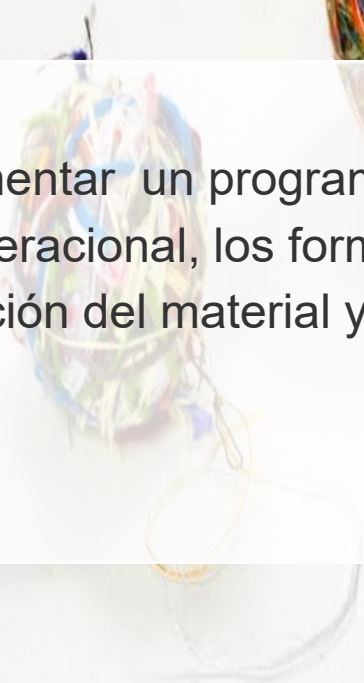 mentar un program
eracional, los form
ción del material y